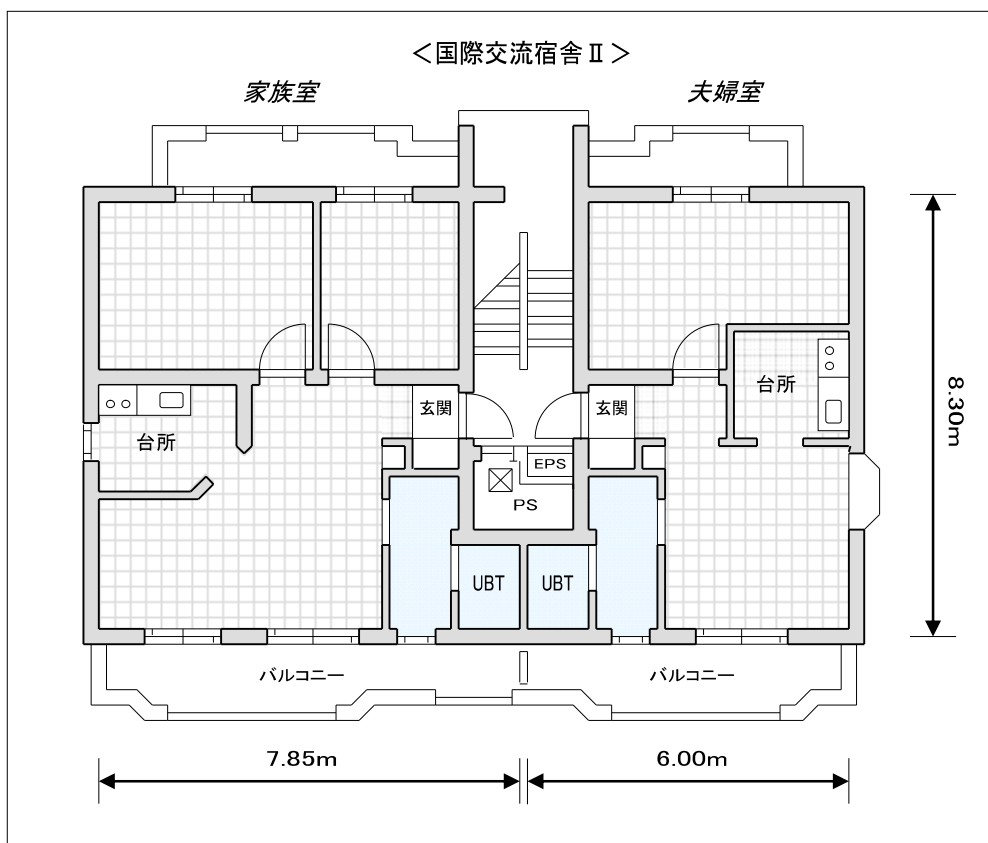 ＜国際交流宿舎Ⅱ＞
家族室
夫婦室
台所
玄関
玄関
台所
8.30m
EPS
PS
UBT
UBT
バルコニー
バルコニー
7.85m
6.00m